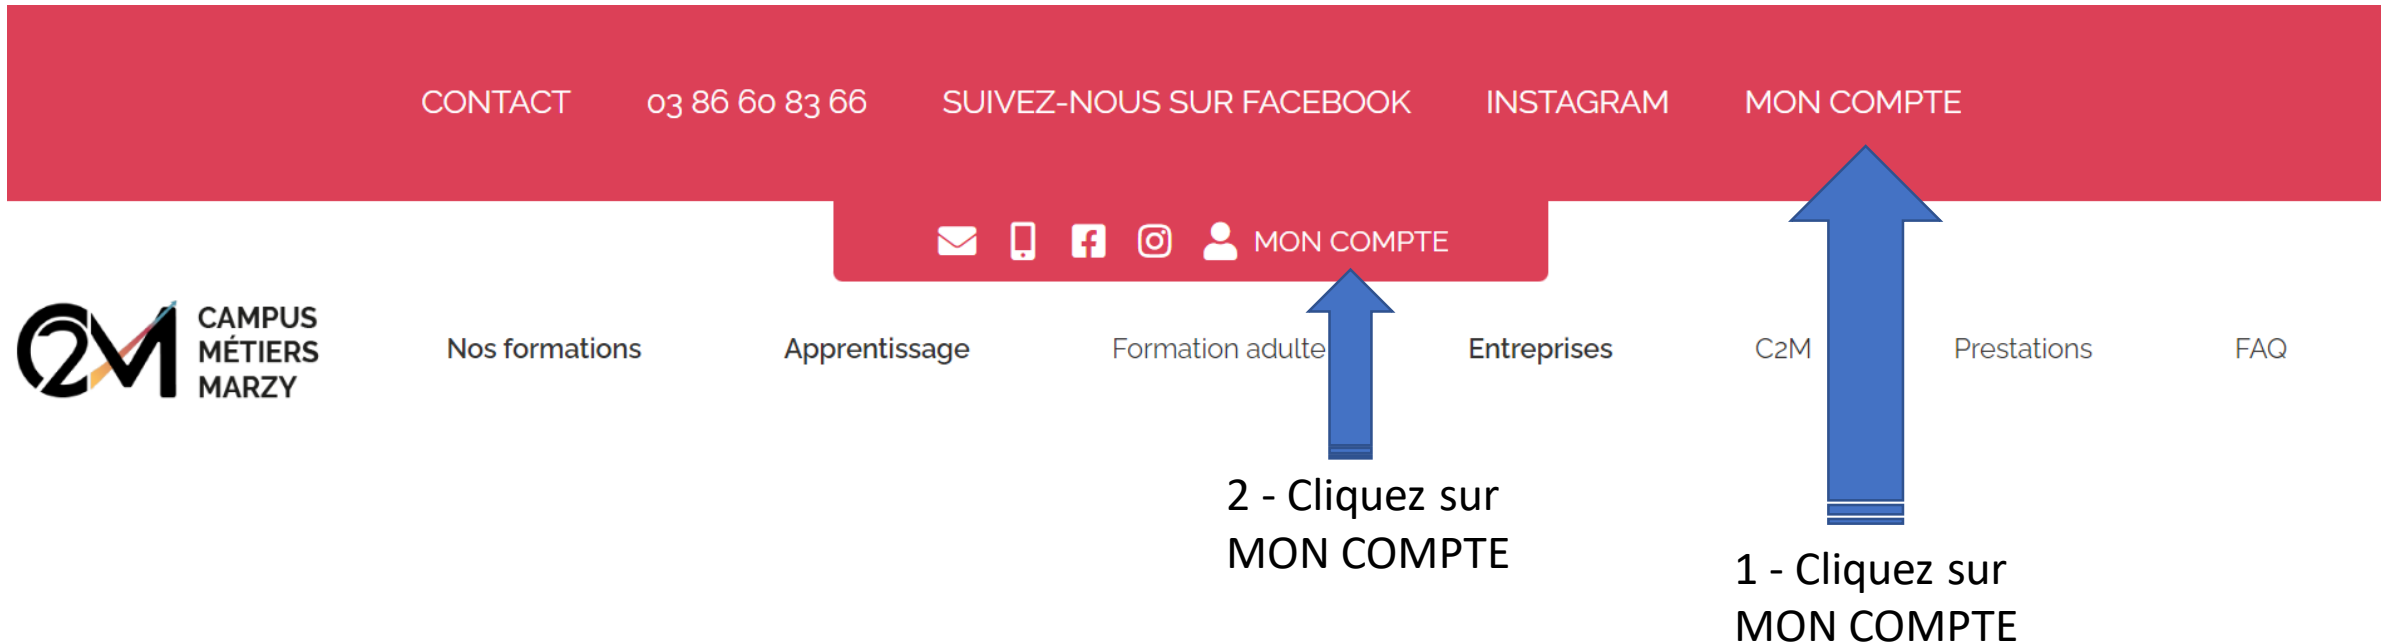 CONTACT 03 86 60 83 66 SUIVEZ-NOUS SUR FACEBOOK INSTAGRAM MON COMPTE
MON COMPTE
C2M CAMPUS
MÉTIERS
MARZY
Nos formations Apprentissage Formation adulte Entreprises C2M Prestations FAQ
2 - Cliquez sur
MON COMPTE
1 - Cliquez sur
MON COMPTE